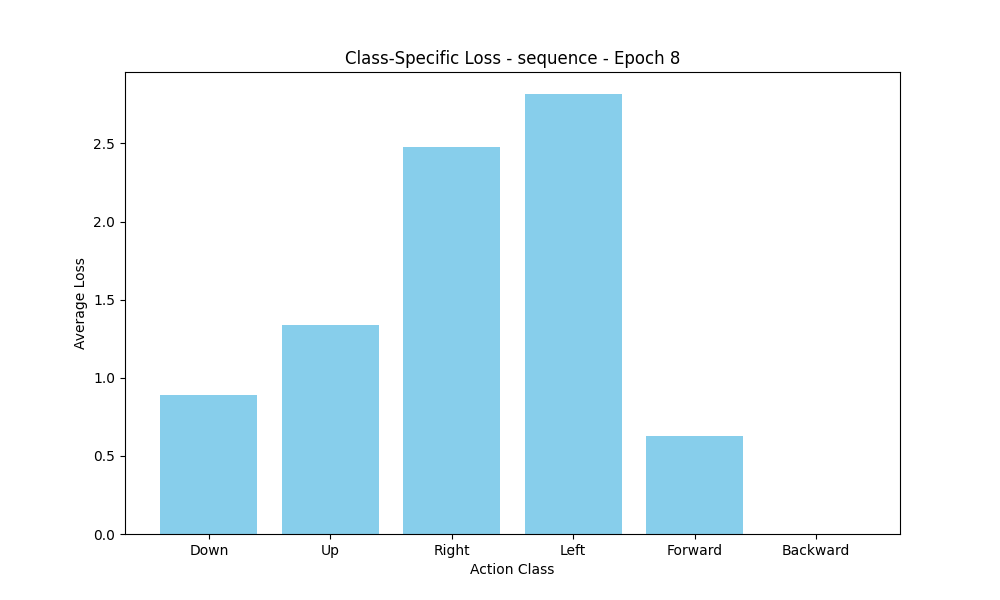 Class-Specific Loss - sequence - Epoch 8
Average Loss
2.5
2.0
1.5
1.0
0.5
0.0
Down Up Right Left Forward Backward
Action Class